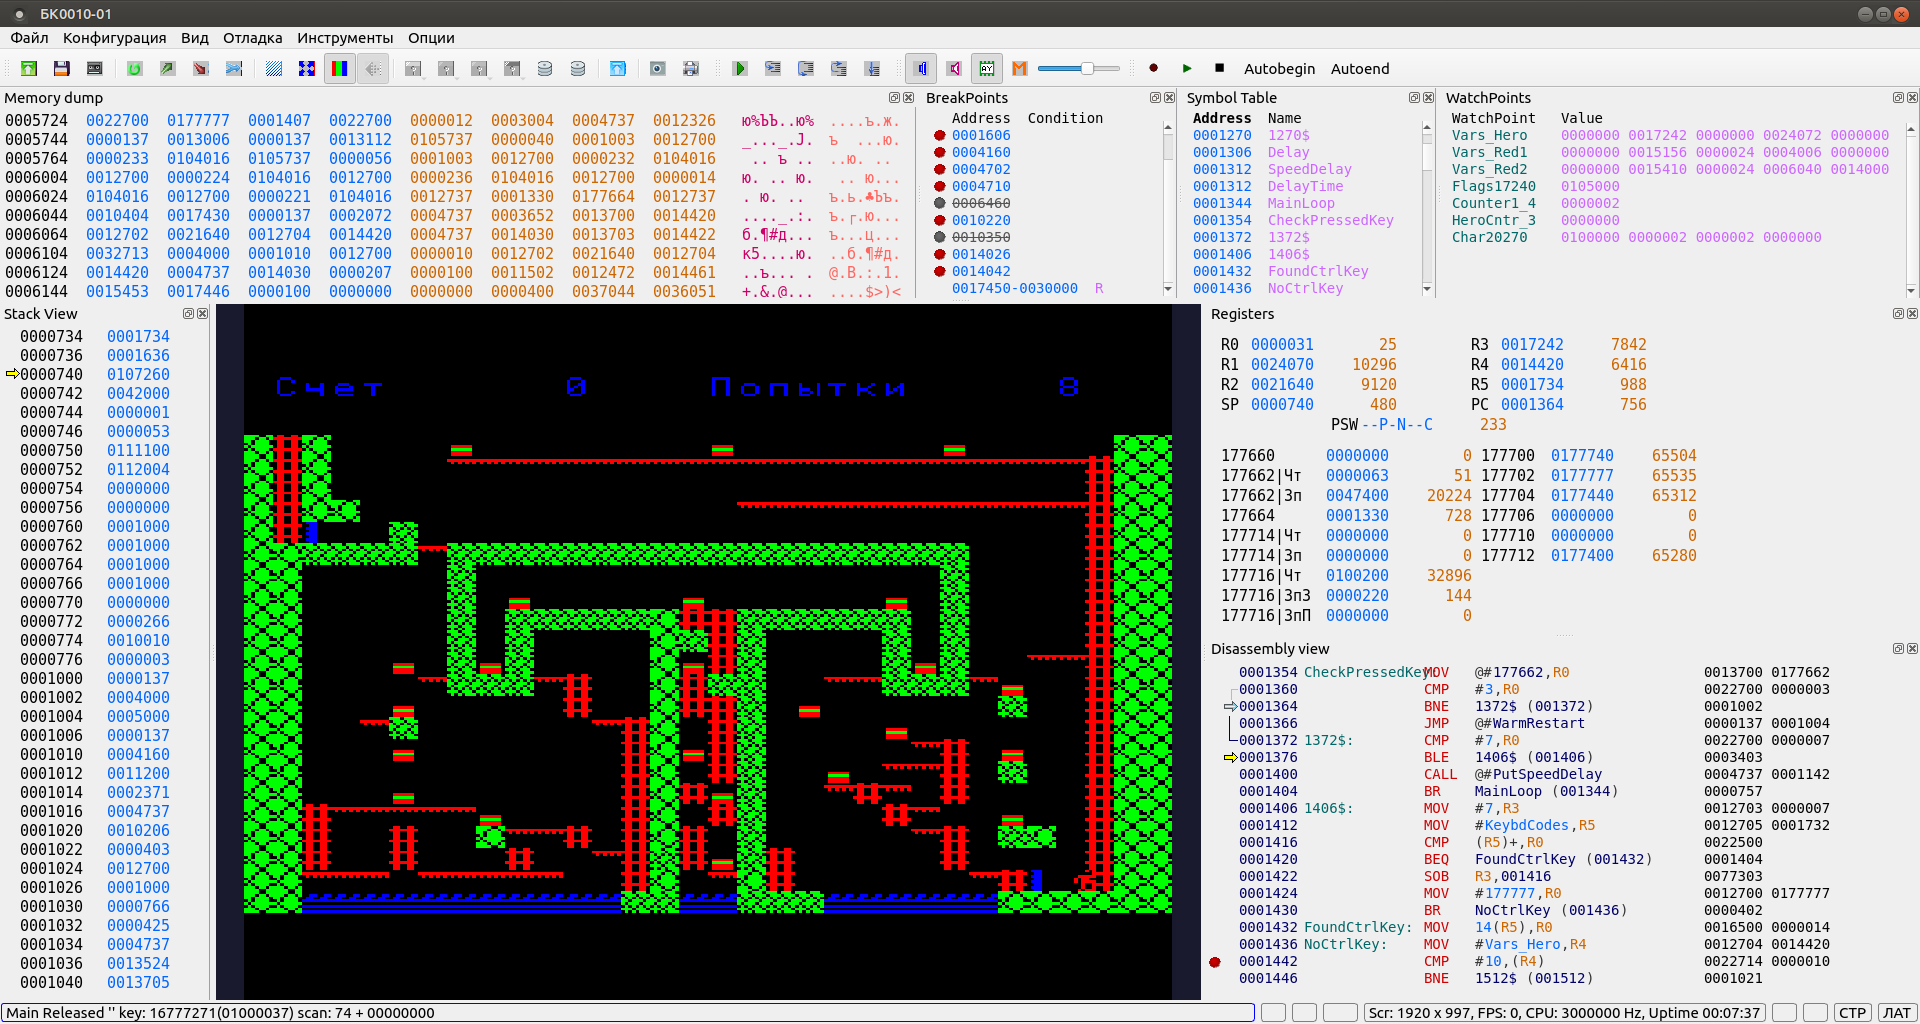 БК0010-01
Файл Конфигурация Вид Отладка Инструменты Опции
Autobegin Autoend
Memory dump
0005724 0022700 0177777 0001407 0022700 0000012 0003004 0004737 0012326
0005744 0000137 0013006 0000137 0013112 0105737 0000040 0001003 0012700
0005764 0000233 0104016 0105737 0000056 0001003 0012700 0000232 0104016
0006004 0012700 0000224 0104016 0012700 0000236 0104016 0012700 0000014
0006024 0104016 0012700 0000221 0104016 0012737 0001330 0177664 0012737
0006044 0010404 0017430 0000137 0002072 0004737 0003652 0013700 0014420
0006064 0012702 0021640 0012704 0014420 0004737 0014030 0013703 0014422
0006104 0032713 0004000 0001010 0012700 0000010 0012702 0021640 0012704
0006124 0014420 0004737 0014030 0000207 0000100 0011502 0012472 0014461
0006144 0015453 0017446 0000100 0000000 0000000 0000400 0037044 0036051
BreakPoints
Address Condition
0001606
0004160
0004702
0004710
0006460
0010220
0010350
0014026
0014042
0017450-0030000 R
Symbol Table
Address Name
0001270 1270$
0001306 Delay
0001312 SpeedDelay
0001312 DelayTime
0001344 MainLoop
0001354 CheckPressedKey
0001372 1372$
0001406 1406$
0001432 FoundCtrlKey
0001436 NoCtrlKey
WatchPoints
WatchPoint Value
Vars_Hero 0000000 0017242 0000000 0024072 0000000
Vars_Red1 0000000 0015156 0000024 0004006 0000000
Vars_Red2 0000000 0015410 0000024 0006040 0014000
Flags17240 0105000
Counter1_4 0000002
HeroCntr_3 0000000
Char20270 0100000 0000002 0000002 0000000
Stack View
0000734 0001734
0000736 0001636
0000740 0107260
0000742 0042000
0000744 0000001
0000746 0000053
0000750 0111100
0000752 0112004
0000754 0000000
0000756 0000000
0000760 0001000
0000762 0001000
0000764 0001000
0000766 0001000
0000770 0000000
0000772 0000266
0000774 0010010
0000776 0000003
0001000 0000137
0001002 0004000
0001004 0005000
0001006 0000137
0001010 0004160
0001012 0011200
0001014 0002371
0001016 0004737
0001020 0010206
0001022 0000403
0001024 0012700
0001026 0001000
0001030 0000766
0001032 0000425
0001034 0004737
0001036 0013524
0001040 0013705
Счет 0 Попытки 8
Registers
R0 0000031 25 R3 0017242 7842
R1 0024070 10296 R4 0014420 6416
R2 0021640 9120 R5 0001734 988
SP 0000740 480 PC 0001364 756
PSW --P-N--C 233
177660 0000000 0 177700 0177740 65504
177662|Чт 0000063 51 177702 0177777 65535
177662|Зп 0047400 20224 177704 0177440 65312
177664 0001330 728 177706 0000000 0
177714|Чт 0000000 0 177710 0000000 0
177714|Зп 0000000 0 177712 0177400 65280
177716|Чт 0100200 32896
177716|ЗпЗ 0000220 144
177716|ЗпП 0000000 0
Disassembly view
0001354 CheckPressedKey: MOV @#177662,R0 0013700 0177662
0001360 CMP #3,R0 0022700 0000003
0001364 BNE 1372$ (001372) 0001002
0001366 JMP @#WarmRestart 0000137 0001004
0001372 1372$: CMP #7,R0 0022700 0000007
0001376 BLE 1406$ (001406) 0003403
0001400 CALL @#PutSpeedDelay 0004737 0001142
0001404 BR MainLoop (001344) 0000757
0001406 1406$: MOV #7,R3 0012703 0000007
0001412 MOV #KeybdCodes,R5 0012705 0001732
0001416 CMP (R5)+,R0 0022500
0001420 BEQ FoundCtrlKey (001432) 0001404
0001422 SOB R3,001416 0077303
0001424 MOV #177777,R0 0012700 0177777
0001430 BR NoCtrlKey (001436) 0000402
0001432 FoundCtrlKey: MOV 14(R5),R0 0016500 0000014
0001436 NoCtrlKey: MOV #Vars_Hero,R4 0012704 0014420
0001442 CMP #10,(R4) 0022714 0000010
0001446 BNE 1512$ (001512) 0001021
Main Released '' key: 16777271(01000037) scan: 74 + 00000000
Scr: 1920 x 997, FPS: 0, CPU: 3000000 Hz, Uptime 00:07:37
СТР ЛАТ